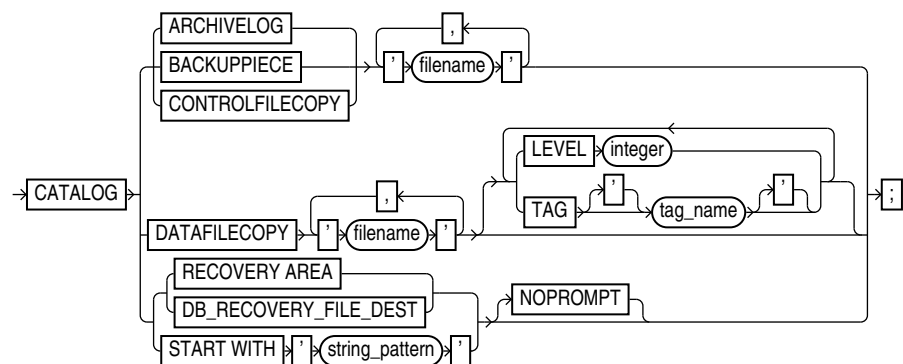 ARCHIVELOG
,
BACKUPPIECE ' filename '
CONTROLFILECOPY
LEVEL integer
CATALOG , ' ' ;
TAG tag_name
DATAFILECOPY ' filename '
RECOVERY AREA
NOPROMPT
DB_RECOVERY_FILE_DEST
START WITH ' string_pattern '